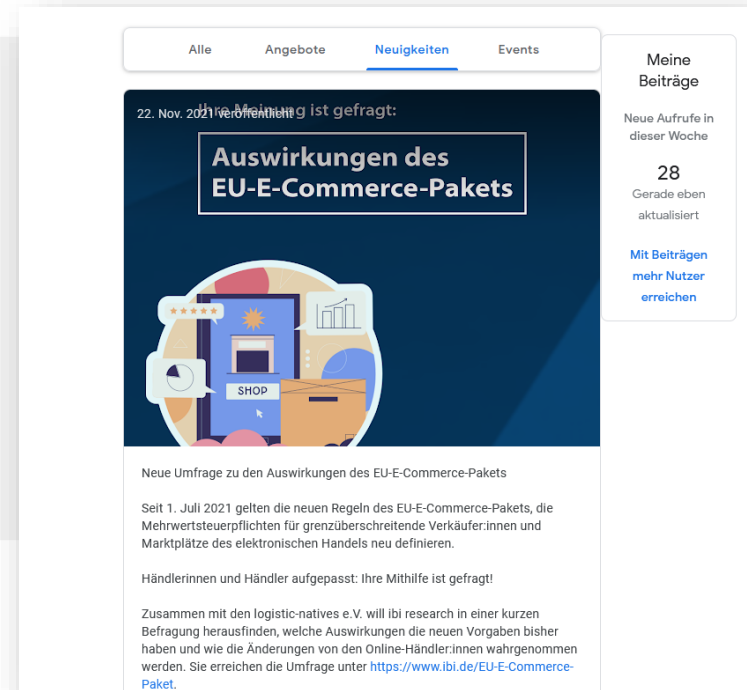 Alle Angebote Neuigkeiten Events
22. Nov. 2021 veröffentlicht
Ihre Meinung ist gefragt:
Auswirkungen des
EU-E-Commerce-Pakets
SHOP
Neue Umfrage zu den Auswirkungen des EU-E-Commerce-Pakets
Seit 1. Juli 2021 gelten die neuen Regeln des EU-E-Commerce-Pakets, die
Mehrwertsteuerpflichten für grenzüberschreitende Verkäufer:innen und
Marktplätze des elektronischen Handels neu definieren.
Händlerinnen und Händler aufgepasst: Ihre Mithilfe ist gefragt!
Zusammen mit den logistic-natives e.V. will ibi research in einer kurzen
Befragung herausfinden, welche Auswirkungen die neuen Vorgaben bisher
haben und wie die Änderungen von den Online-Händler:innen wahrgenommen
werden. Sie erreichen die Umfrage unter https://www.ibi.de/EU-E-Commerce-
Paket.
Meine
Beiträge
Neue Aufrufe in
dieser Woche
28
Gerade eben
aktualisiert
Mit Beiträgen
mehr Nutzer
erreichen